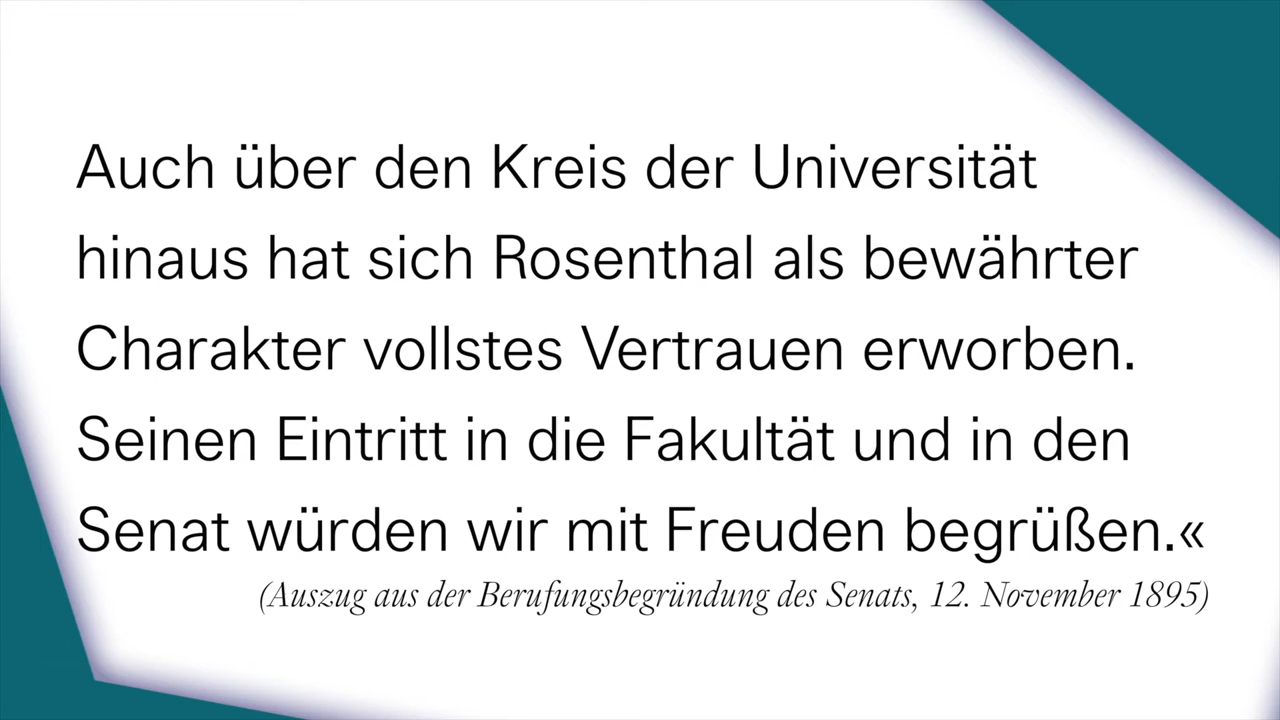 Auch über den Kreis der Universität
hinaus hat sich Rosenthal als bewährter
Charakter vollstes Vertrauen erworben.
Seinen Eintritt in die Fakultät und in den
Senat würden wir mit Freuden begrüßen.«
(Auszug aus der Berufungsbegründung des Senats, 12. November 1895)